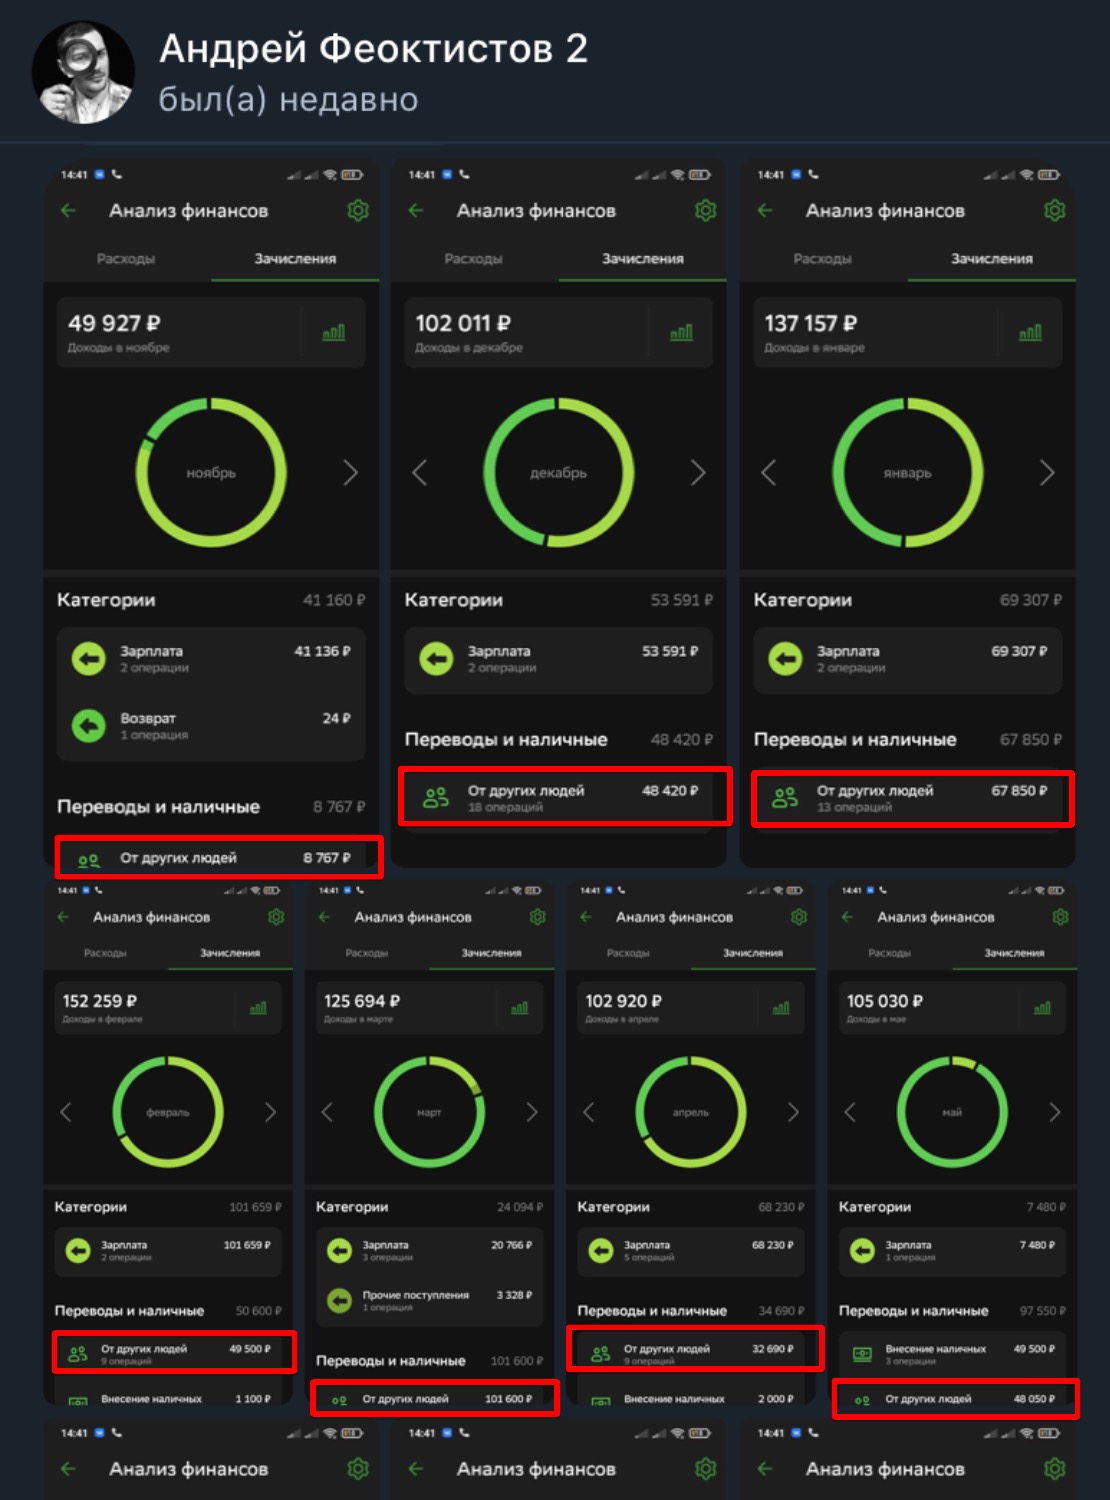 Андрей Феоктистов 2
был(а) недавно
14:41
Анализ финансов
Расходы Зачисления
49 927 ₽
Доходы в ноябре
ноябрь
Категории 41 160 ₽
Зарплата 41 136 ₽
2 операции
Возврат 24 ₽
1 операция
Переводы и наличные 8 767 ₽
От других людей 8 767 ₽
14:41
Анализ финансов
Расходы Зачисления
102 011 ₽
Доходы в декабре
декабрь
Категории 53 591 ₽
Зарплата 53 591 ₽
2 операции
Переводы и наличные 48 420 ₽
От других людей 48 420 ₽
18 операций
14:41
Анализ финансов
Расходы Зачисления
137 157 ₽
Доходы в январе
январь
Категории 69 307 ₽
Зарплата 69 307 ₽
2 операции
Переводы и наличные 67 850 ₽
От других людей 67 850 ₽
13 операций
14:41
Анализ финансов
Расходы Зачисления
152 259 ₽
Доходы в феврале
февраль
Категории 101 659 ₽
Зарплата 101 659 ₽
2 операции
Переводы и наличные 50 600 ₽
От других людей 49 500 ₽
9 операций
Внесение наличных 1 100 ₽
14:41
Анализ финансов
Расходы Зачисления
125 694 ₽
Доходы в марте
март
Категории 24 094 ₽
Зарплата 20 766 ₽
3 операции
Прочие поступления 3 328 ₽
1 операция
Переводы и наличные 101 600 ₽
От других людей 101 600 ₽
14:41
Анализ финансов
Расходы Зачисления
102 920 ₽
Доходы в апреле
апрель
Категории 68 230 ₽
Зарплата 68 230 ₽
5 операций
Переводы и наличные 34 690 ₽
От других людей 32 690 ₽
9 операций
Внесение наличных 2 000 ₽
14:41
Анализ финансов
Расходы Зачисления
105 030 ₽
Доходы в мае
май
Категории 7 480 ₽
Зарплата 7 480 ₽
1 операция
Переводы и наличные 97 550 ₽
Внесение наличных 49 500 ₽
3 операции
От других людей 48 050 ₽
14:41
Анализ финансов
14:41
Анализ финансов
14:41
Анализ финансов